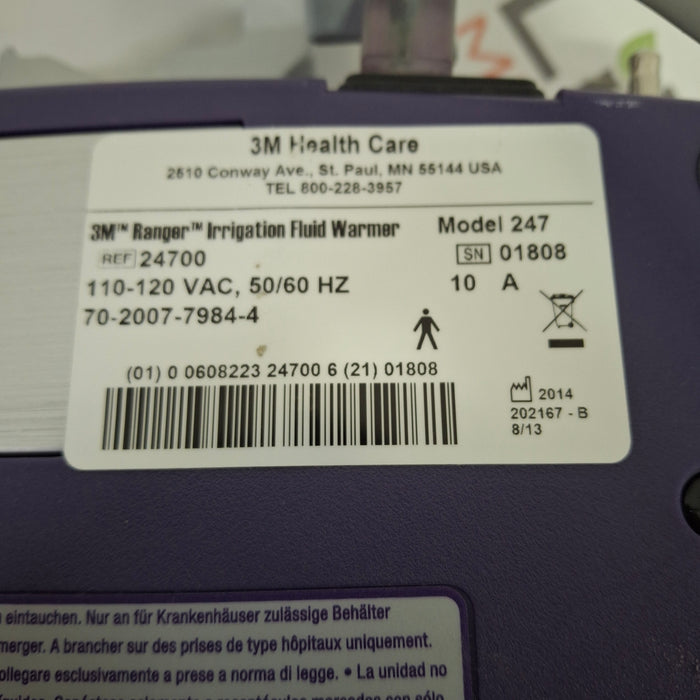 3M Health Care
2510 Conway Ave., St. Paul, MN 55144 USA
TEL 800-228-3957
3M™ Ranger™ Irrigation Fluid Warmer Model 247
REF 24700 SN 01808
110-120 VAC, 50/60 HZ 10 A
70-2007-7984-4
(01) 0 0608223 24700 6 (21) 01808
2014
202167 - B
8/13
eintauchen. Nur an für Krankenhäuser zulässige Behälter
merger. A brancher sur des prises de type hôpitaux uniquement.
ollegare esclusivamente a prese a norma di legge. • La unidad no